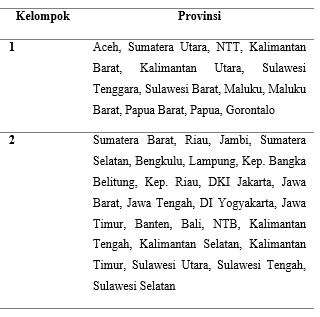 Kelompok Provinsi
1 Aceh, Sumatera Utara, NTT, Kalimantan
Barat, Kalimantan Utara, Sulawesi
Tenggara, Sulawesi Barat, Maluku, Maluku
Barat, Papua Barat, Papua, Gorontalo
2 Sumatera Barat, Riau, Jambi, Sumatera
Selatan, Bengkulu, Lampung, Kep. Bangka
Belitung, Kep. Riau, DKI Jakarta, Jawa
Barat, Jawa Tengah, DI Yogyakarta, Jawa
Timur, Banten, Bali, NTB, Kalimantan
Tengah, Kalimantan Selatan, Kalimantan
Timur, Sulawesi Utara, Sulawesi Tengah,
Sulawesi Selatan